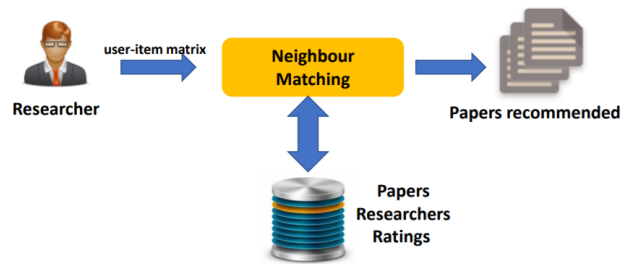 user-item matrix
Neighbour
Matching
Researcher
Papers recommended
Papers
Researchers
Ratings